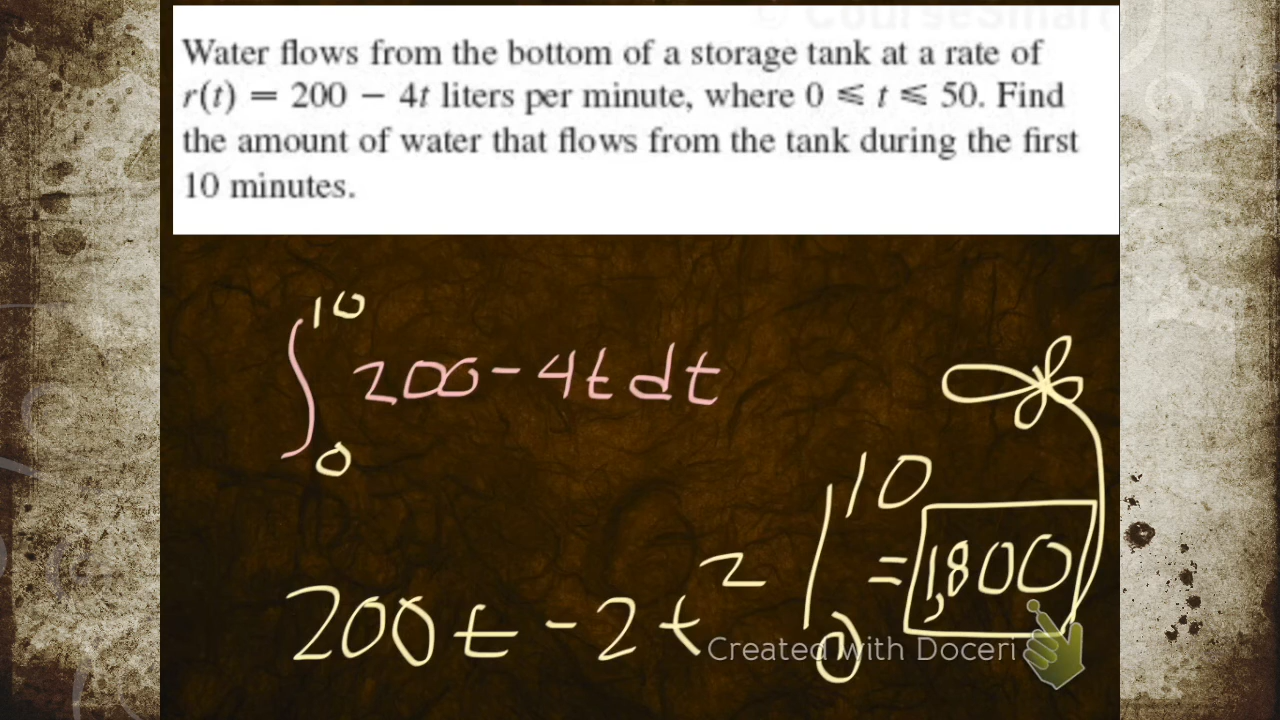 © CourseSmart
Water flows from the bottom of a storage tank at a rate of
r(t) = 200 − 4t liters per minute, where 0 ⩽ t ⩽ 50. Find
the amount of water that flows from the tank during the first
10 minutes.
∫₀¹⁰ 200 - 4t dt
200t - 2t² |₀¹⁰ = 1,800
Created with Doceri